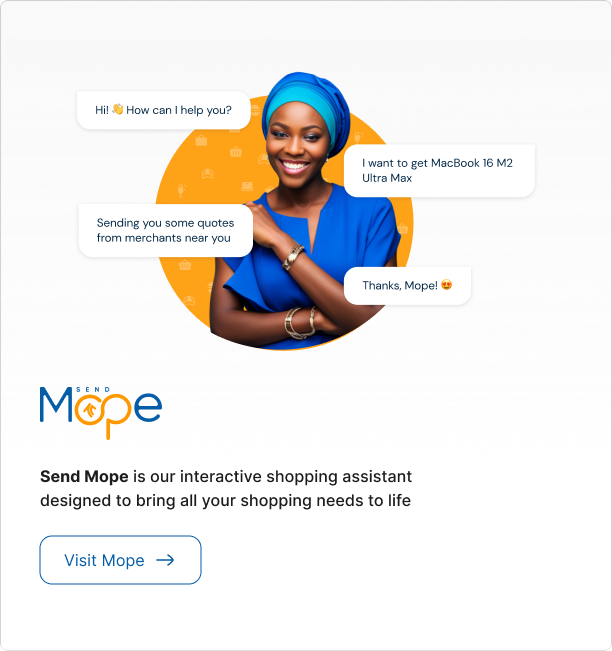 Hi! 👋 How can I help you?
I want to get MacBook 16 M2
Ultra Max
Sending you some quotes
from merchants near you
Thanks, Mope! 😍
SEND
Mope
Send Mope is our interactive shopping assistant
designed to bring all your shopping needs to life
Visit Mope →